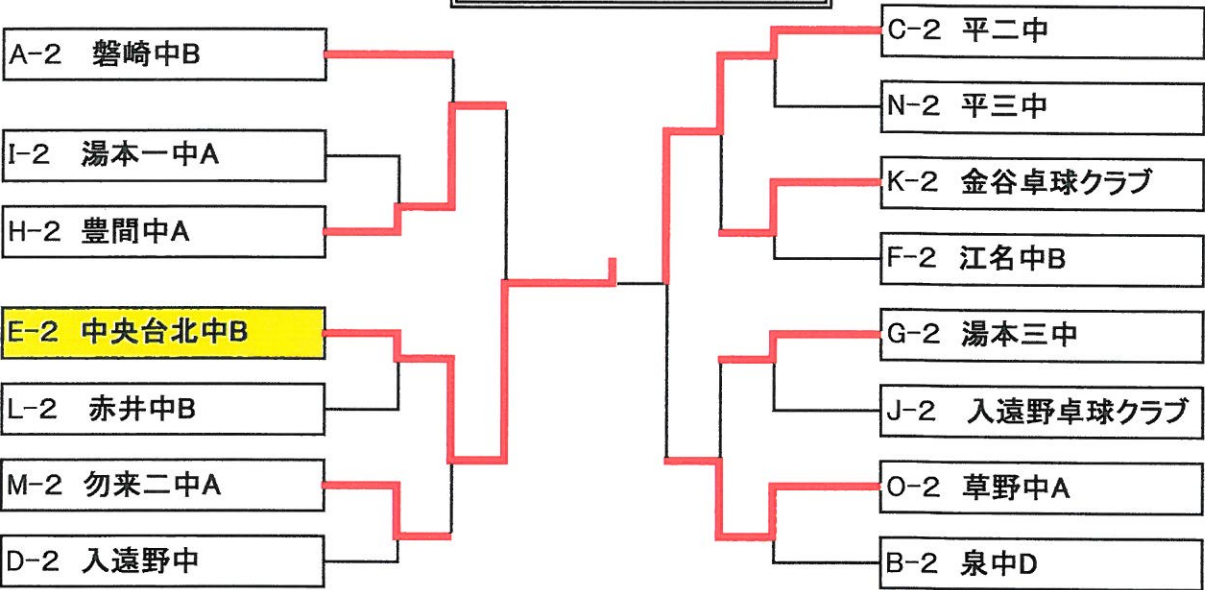 A-2 磐崎中B
I-2 湯本一中A
H-2 豊間中A
E-2 中央台北中B
L-2 赤井中B
M-2 勿来二中A
D-2 入遠野中
C-2 平二中
N-2 平三中
K-2 金谷卓球クラブ
F-2 江名中B
G-2 湯本三中
J-2 入遠野卓球クラブ
O-2 草野中A
B-2 泉中D